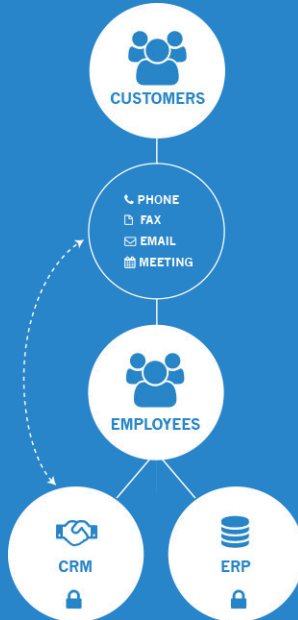 CUSTOMERS
PHONE
FAX
EMAIL
MEETING
EMPLOYEES
CRM
ERP